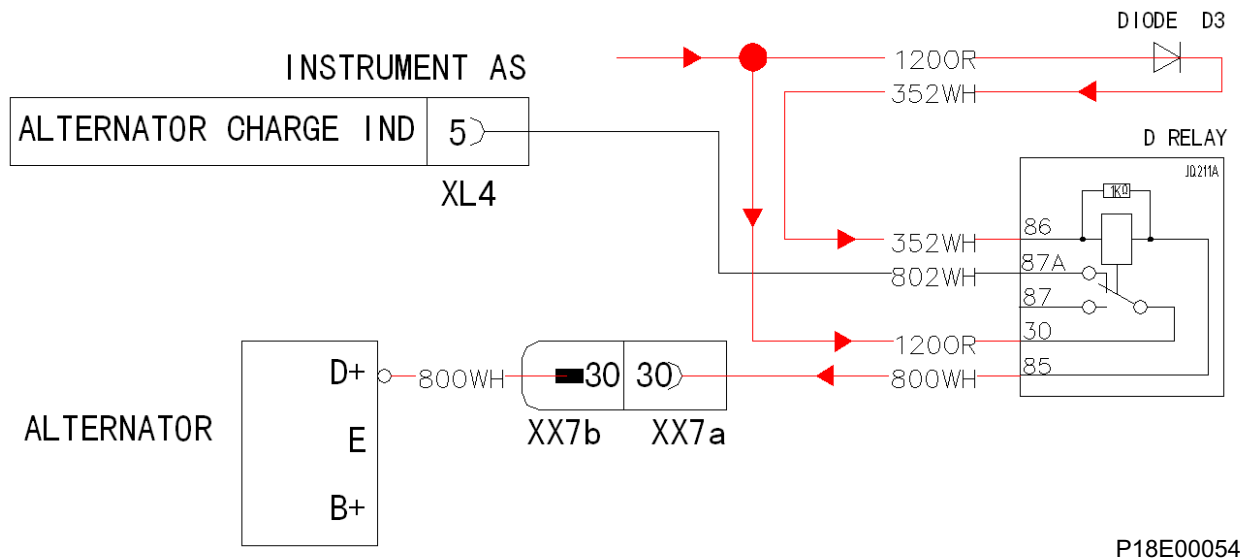 DIODE D3
INSTRUMENT AS
1200R
352WH
ALTERNATOR CHARGE IND 5
XL4
D RELAY
JQ211A
1KΩ
352WH 86
802WH 87A
87
1200R 30
800WH 85
ALTERNATOR
D+
E
B+
800WH
30 30
XX7b XX7a
P18E00054